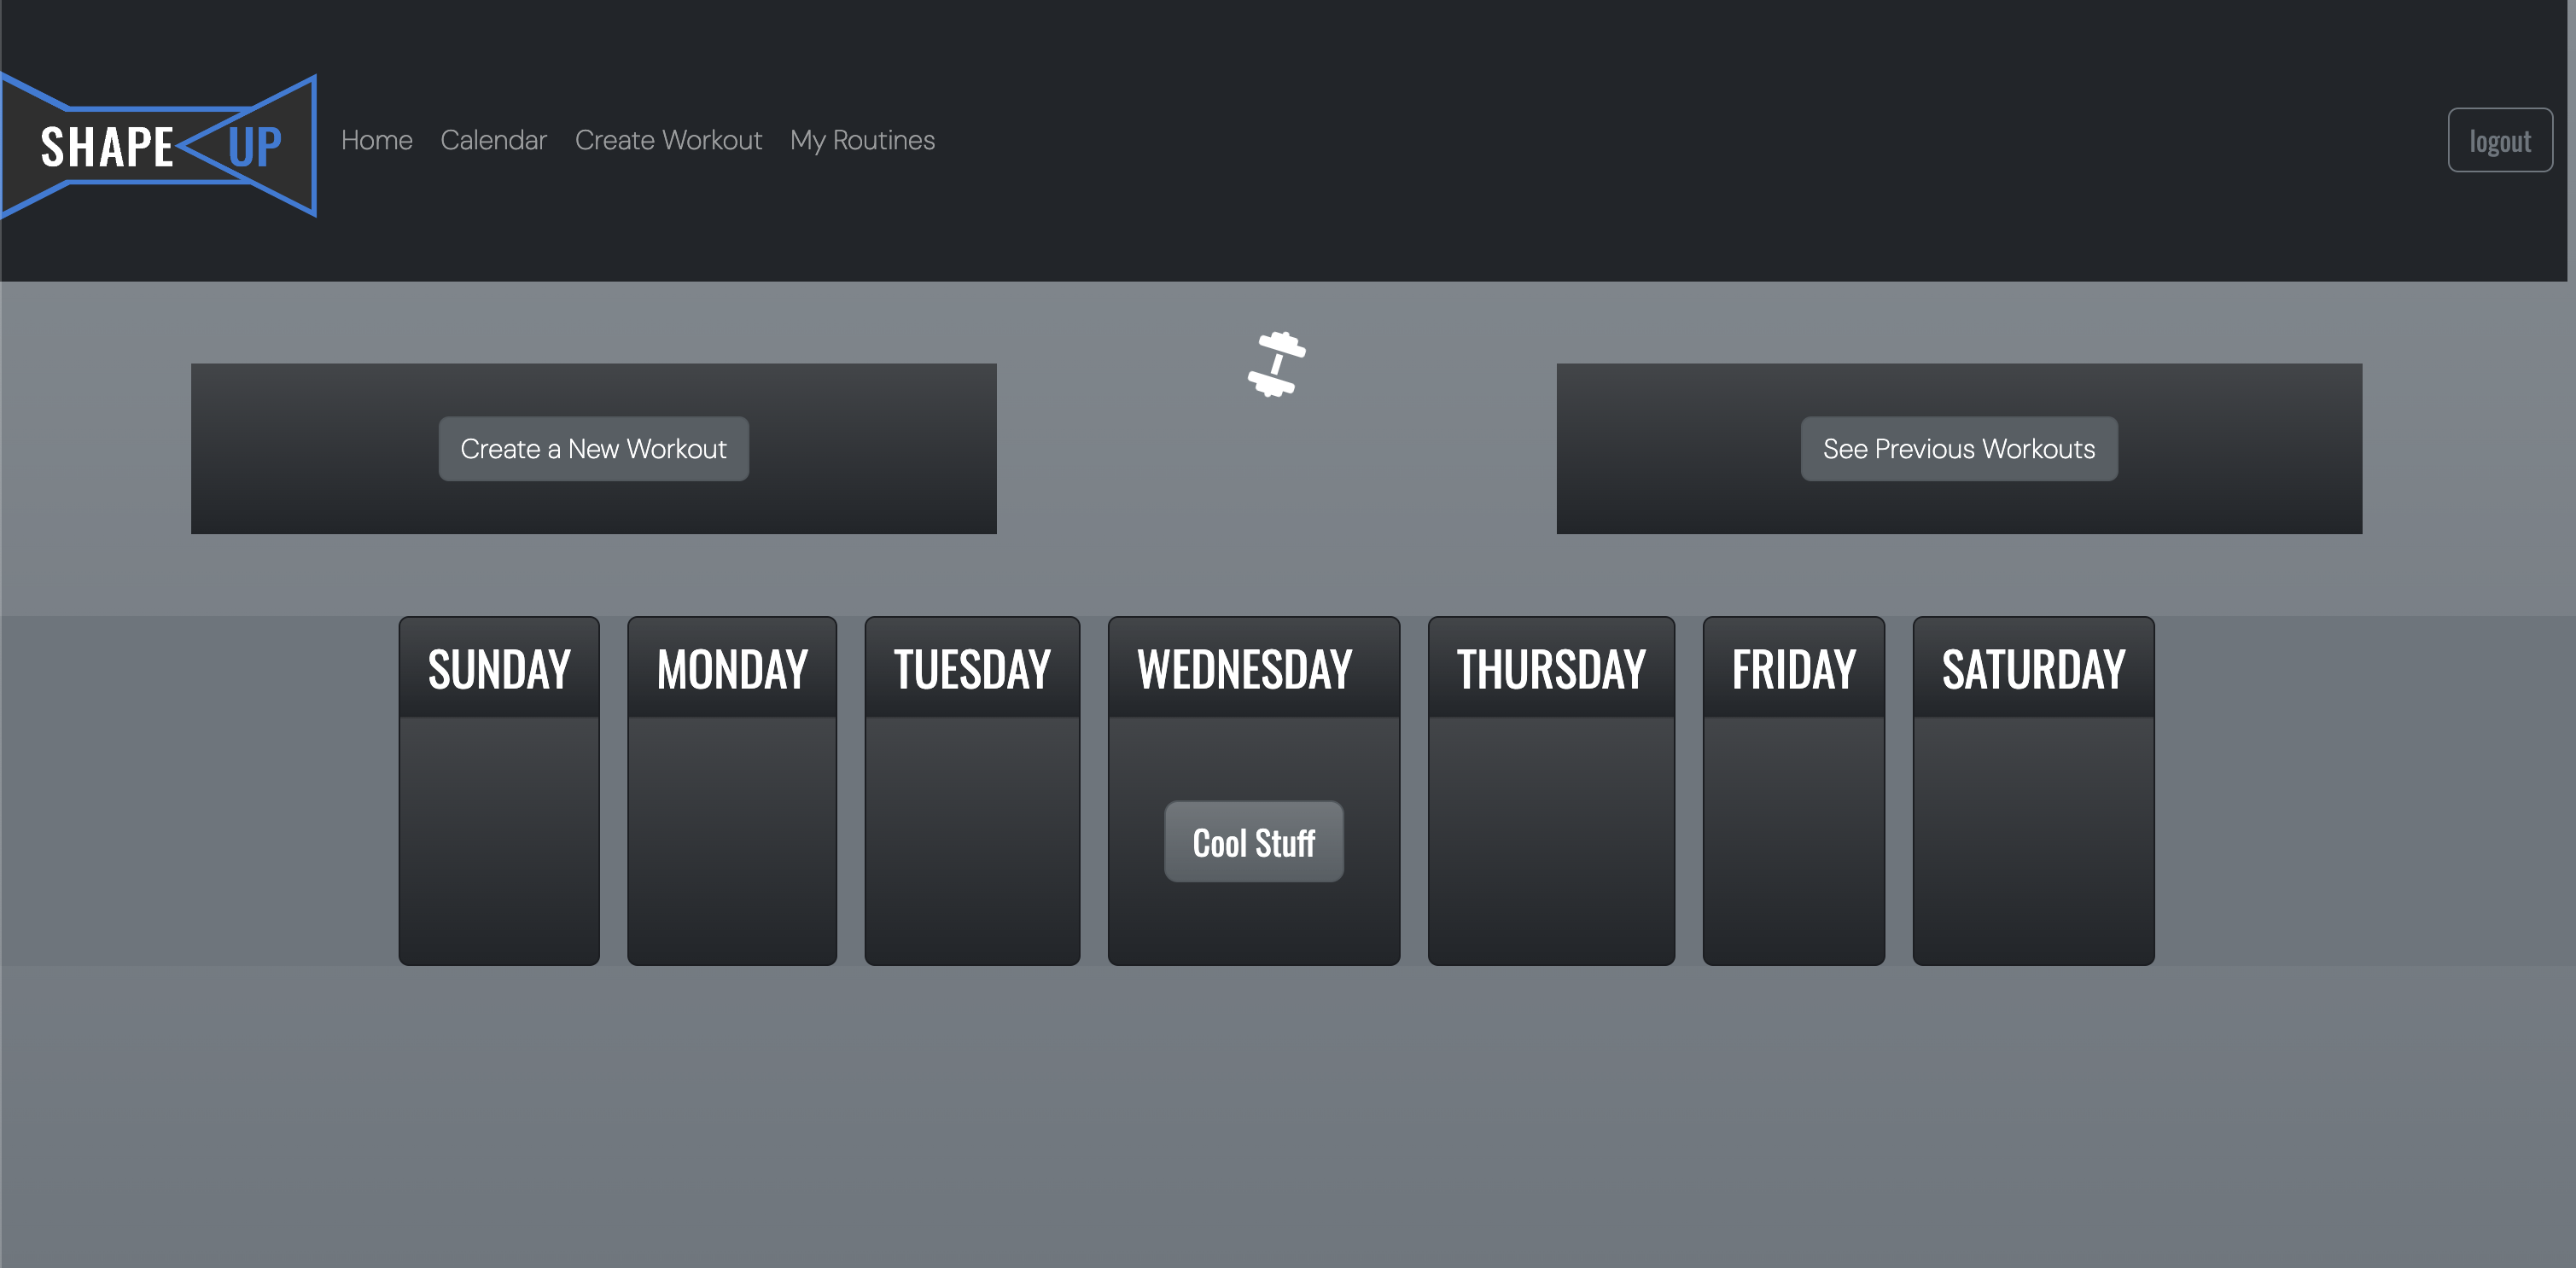 SHAPE UP
Home Calendar Create Workout My Routines
logout
Create a New Workout
See Previous Workouts
SUNDAY MONDAY TUESDAY WEDNESDAY THURSDAY FRIDAY SATURDAY
Cool Stuff